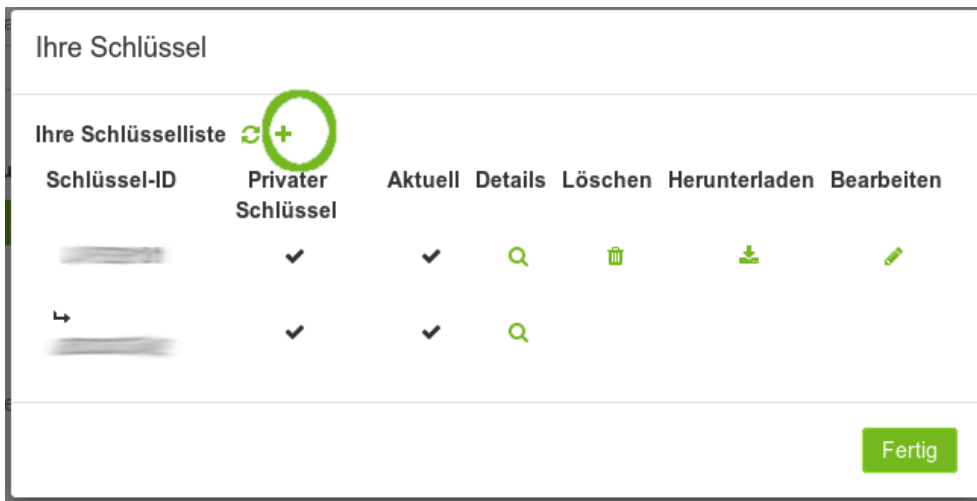 Ihre Schlüssel
Ihre Schlüsselliste
Schlüssel-ID Privater Schlüssel Aktuell Details Löschen Herunterladen Bearbeiten
Fertig